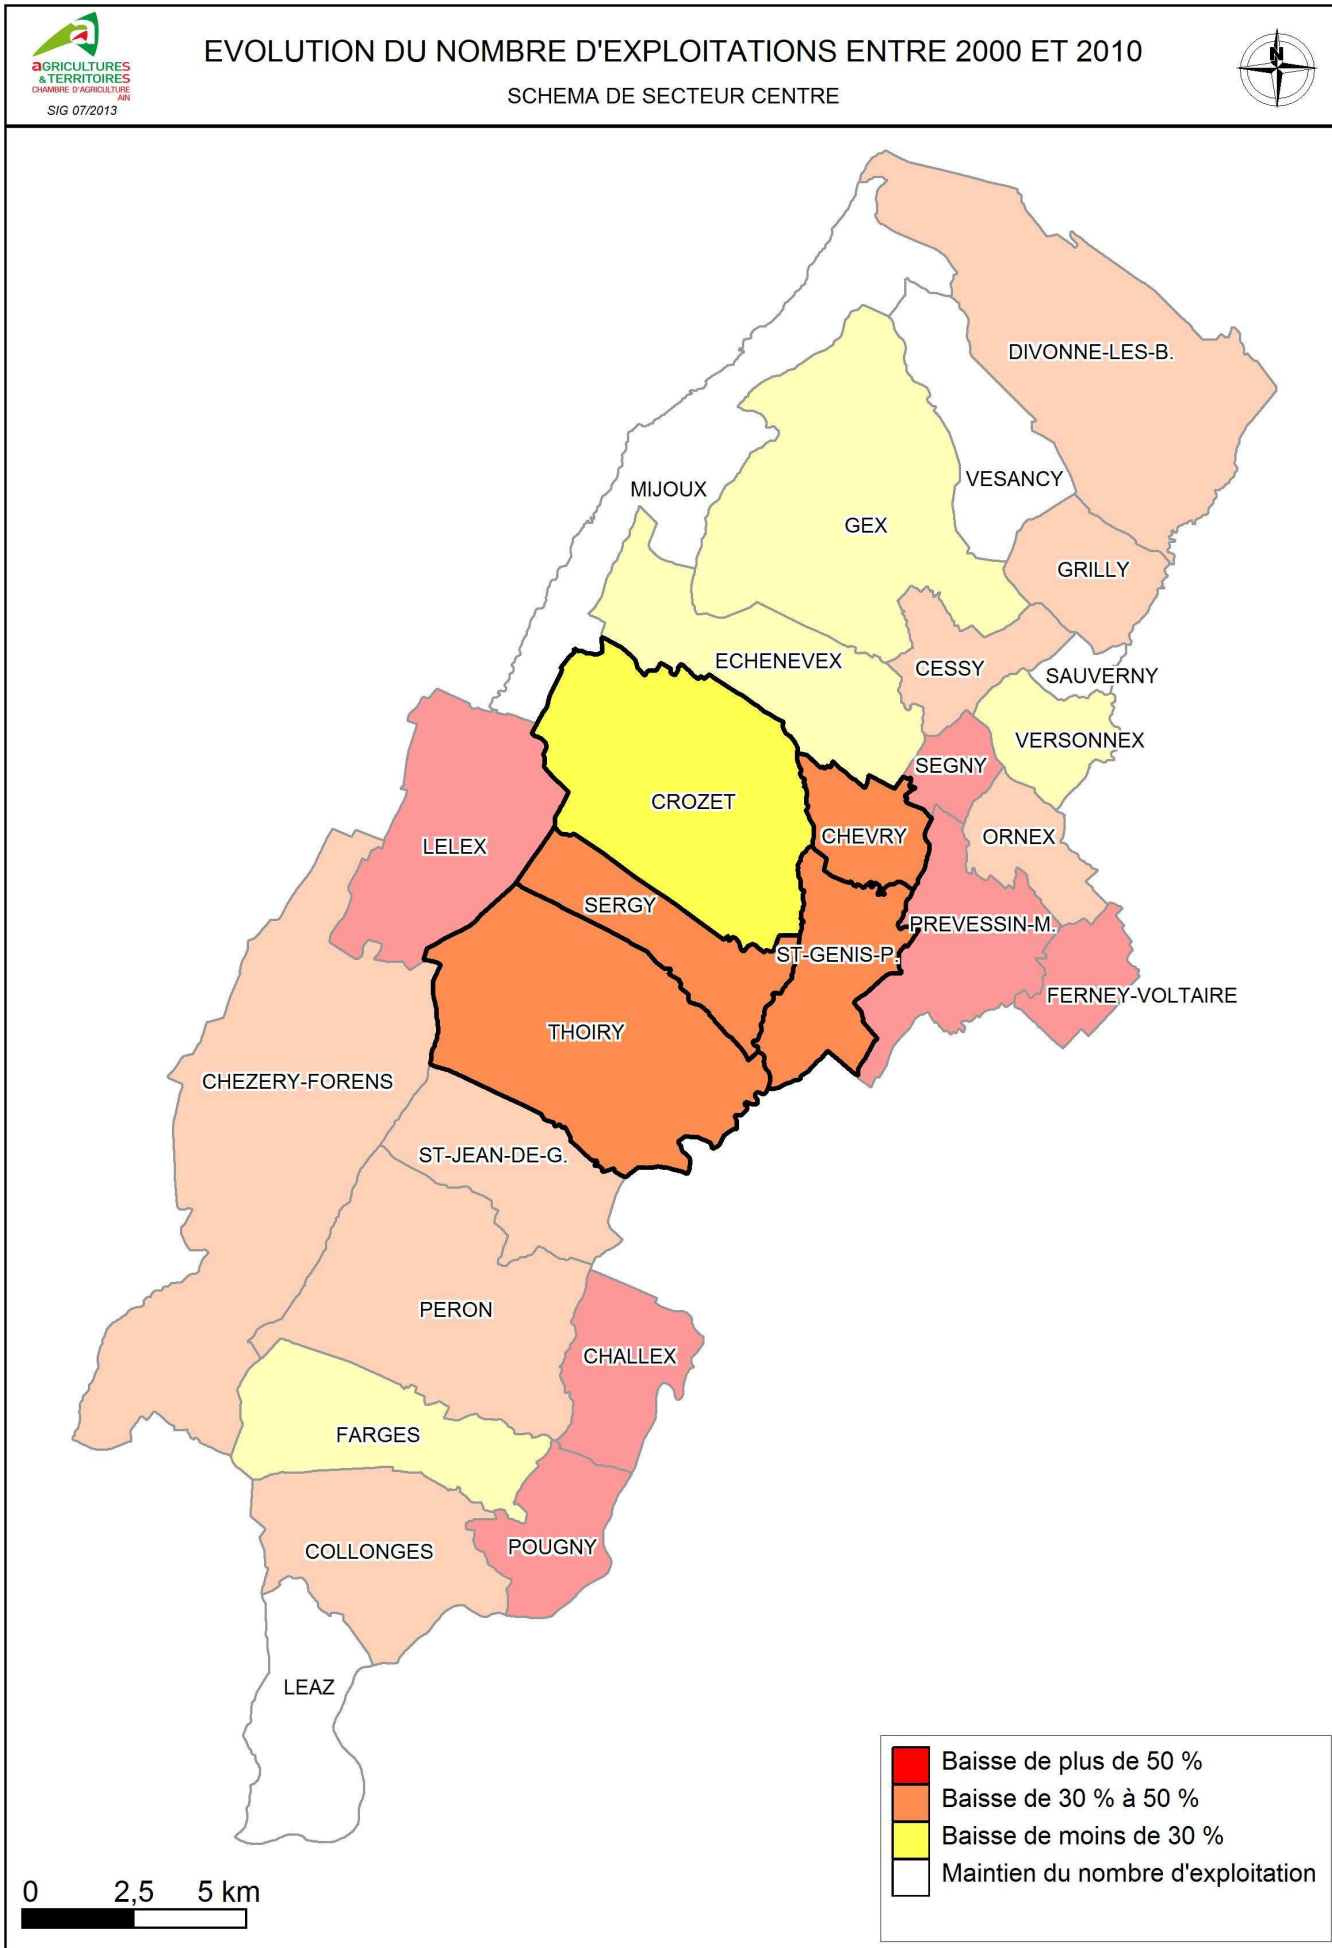 aGRICULTURES
& TERRITOIRES
CHAMBRE D'AGRICULTURE
AIN
SIG 07/2013
EVOLUTION DU NOMBRE D'EXPLOITATIONS ENTRE 2000 ET 2010
SCHEMA DE SECTEUR CENTRE
N
DIVONNE-LES-B.
VESANCY
MIJOUX
GEX
GRILLY
ECHENEVEX
CESSY
SAUVERNY
VERSONNEX
SEGNY
CROZET
CHEVRY
ORNEX
LELEX
SERGY
PREVESSIN-M.
ST-GENIS-P.
FERNEY-VOLTAIRE
THOIRY
CHEZERY-FORENS
ST-JEAN-DE-G.
PERON
CHALLEX
FARGES
POUGNY
COLLONGES
LEAZ
Baisse de plus de 50 %
Baisse de 30 % à 50 %
Baisse de moins de 30 %
Maintien du nombre d'exploitation
0 2,5 5 km